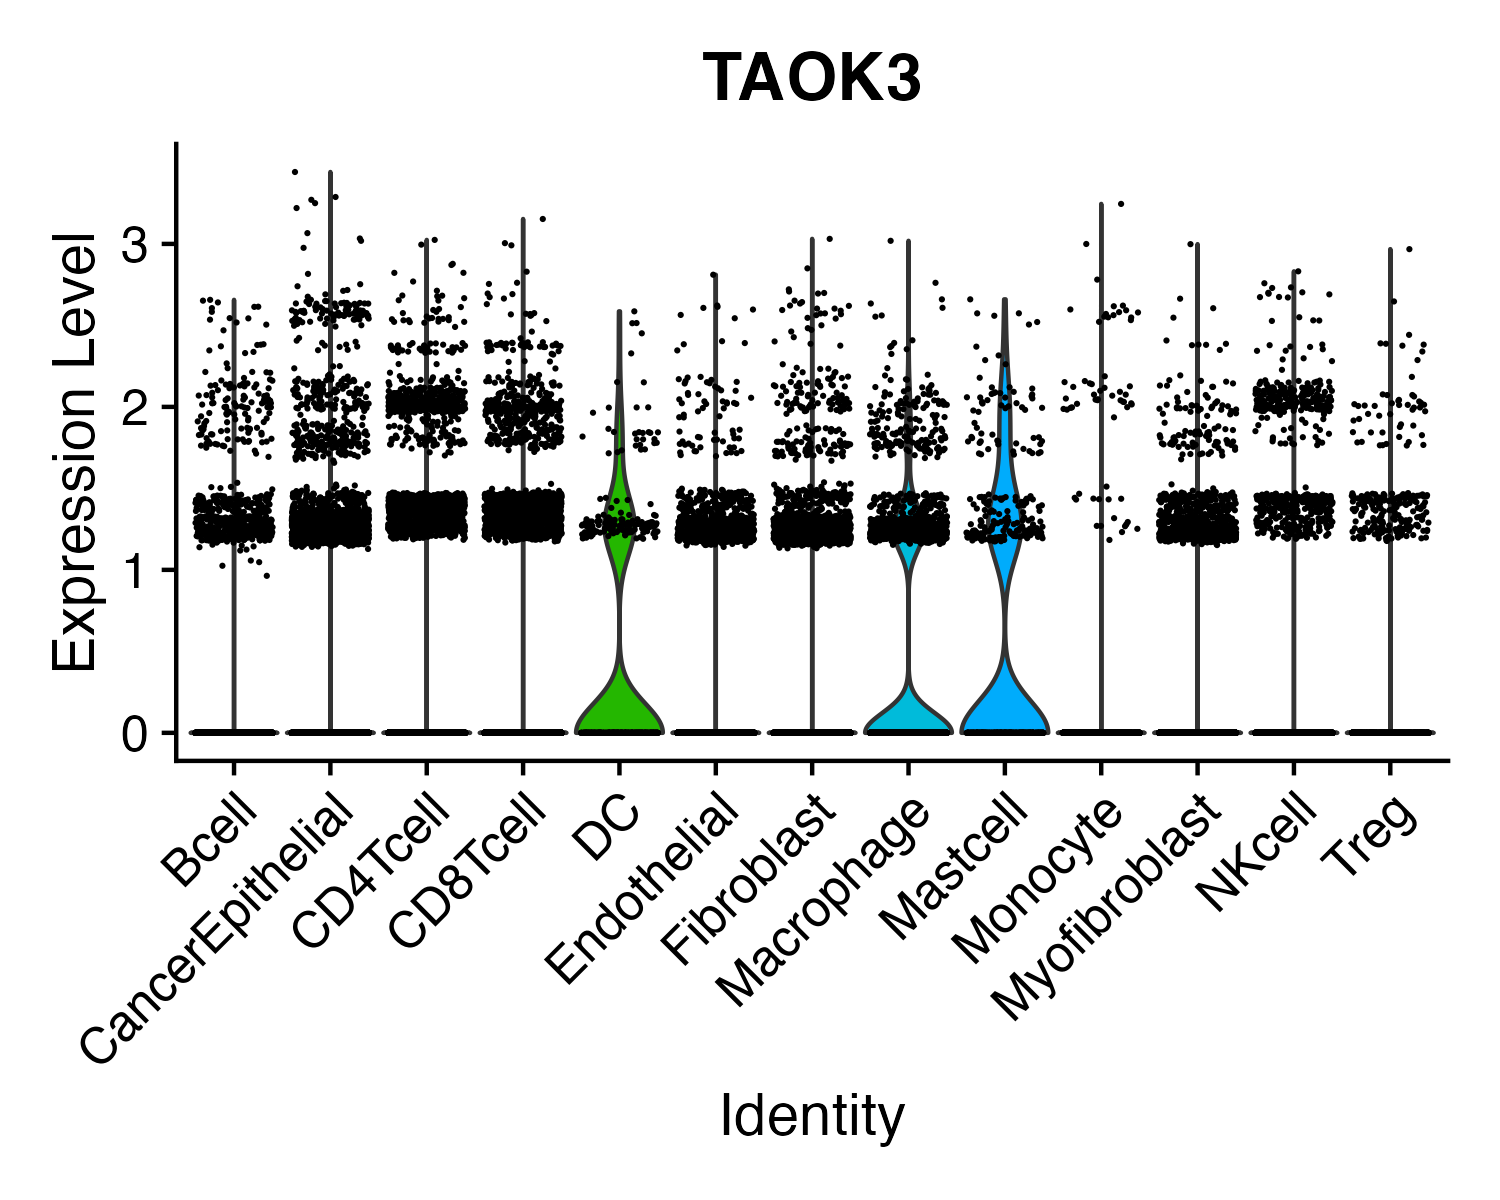 TAOK3
Expression Level
3
2
1
0
Bcell
CancerEpithelial
CD4Tcell
CD8Tcell
DC
Endothelial
Fibroblast
Macrophage
Mastcell
Monocyte
Myofibroblast
NKcell
Treg
Identity